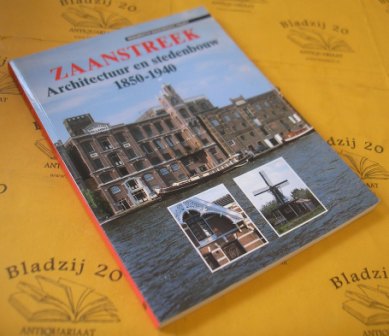 Bladzij 20
ANTIQUARIAAT
ZAANSTREEK
Architectuur en stedenbouw
1850-1940
Bladzij 20
ANTIQUARIAAT
Bladzij 20
ANTIQUARIAAT
Bladzij 20